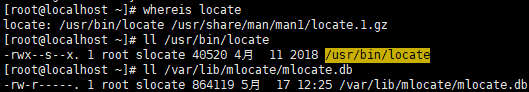 [root@localhost ~]# whereis locate
locate: /usr/bin/locate /usr/share/man/man1/locate.1.gz
[root@localhost ~]# ll /usr/bin/locate
-rwx--s--x. 1 root slocate 40520 4月  11 2018 /usr/bin/locate
[root@localhost ~]# ll /var/lib/mlocate/mlocate.db
-rw-r-----. 1 root slocate 864119 5月  17 12:25 /var/lib/mlocate/mlocate.db